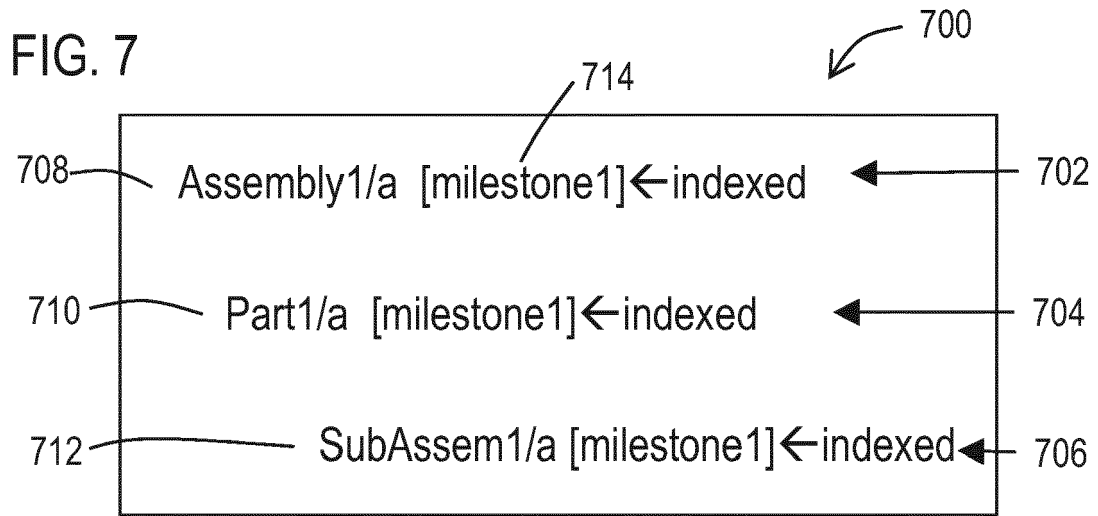 FIG. 7
700
714
708 Assembly1/a [milestone1]←indexed 702
710 Part1/a [milestone1]←indexed 704
712 SubAssem1/a [milestone1]←indexed 706